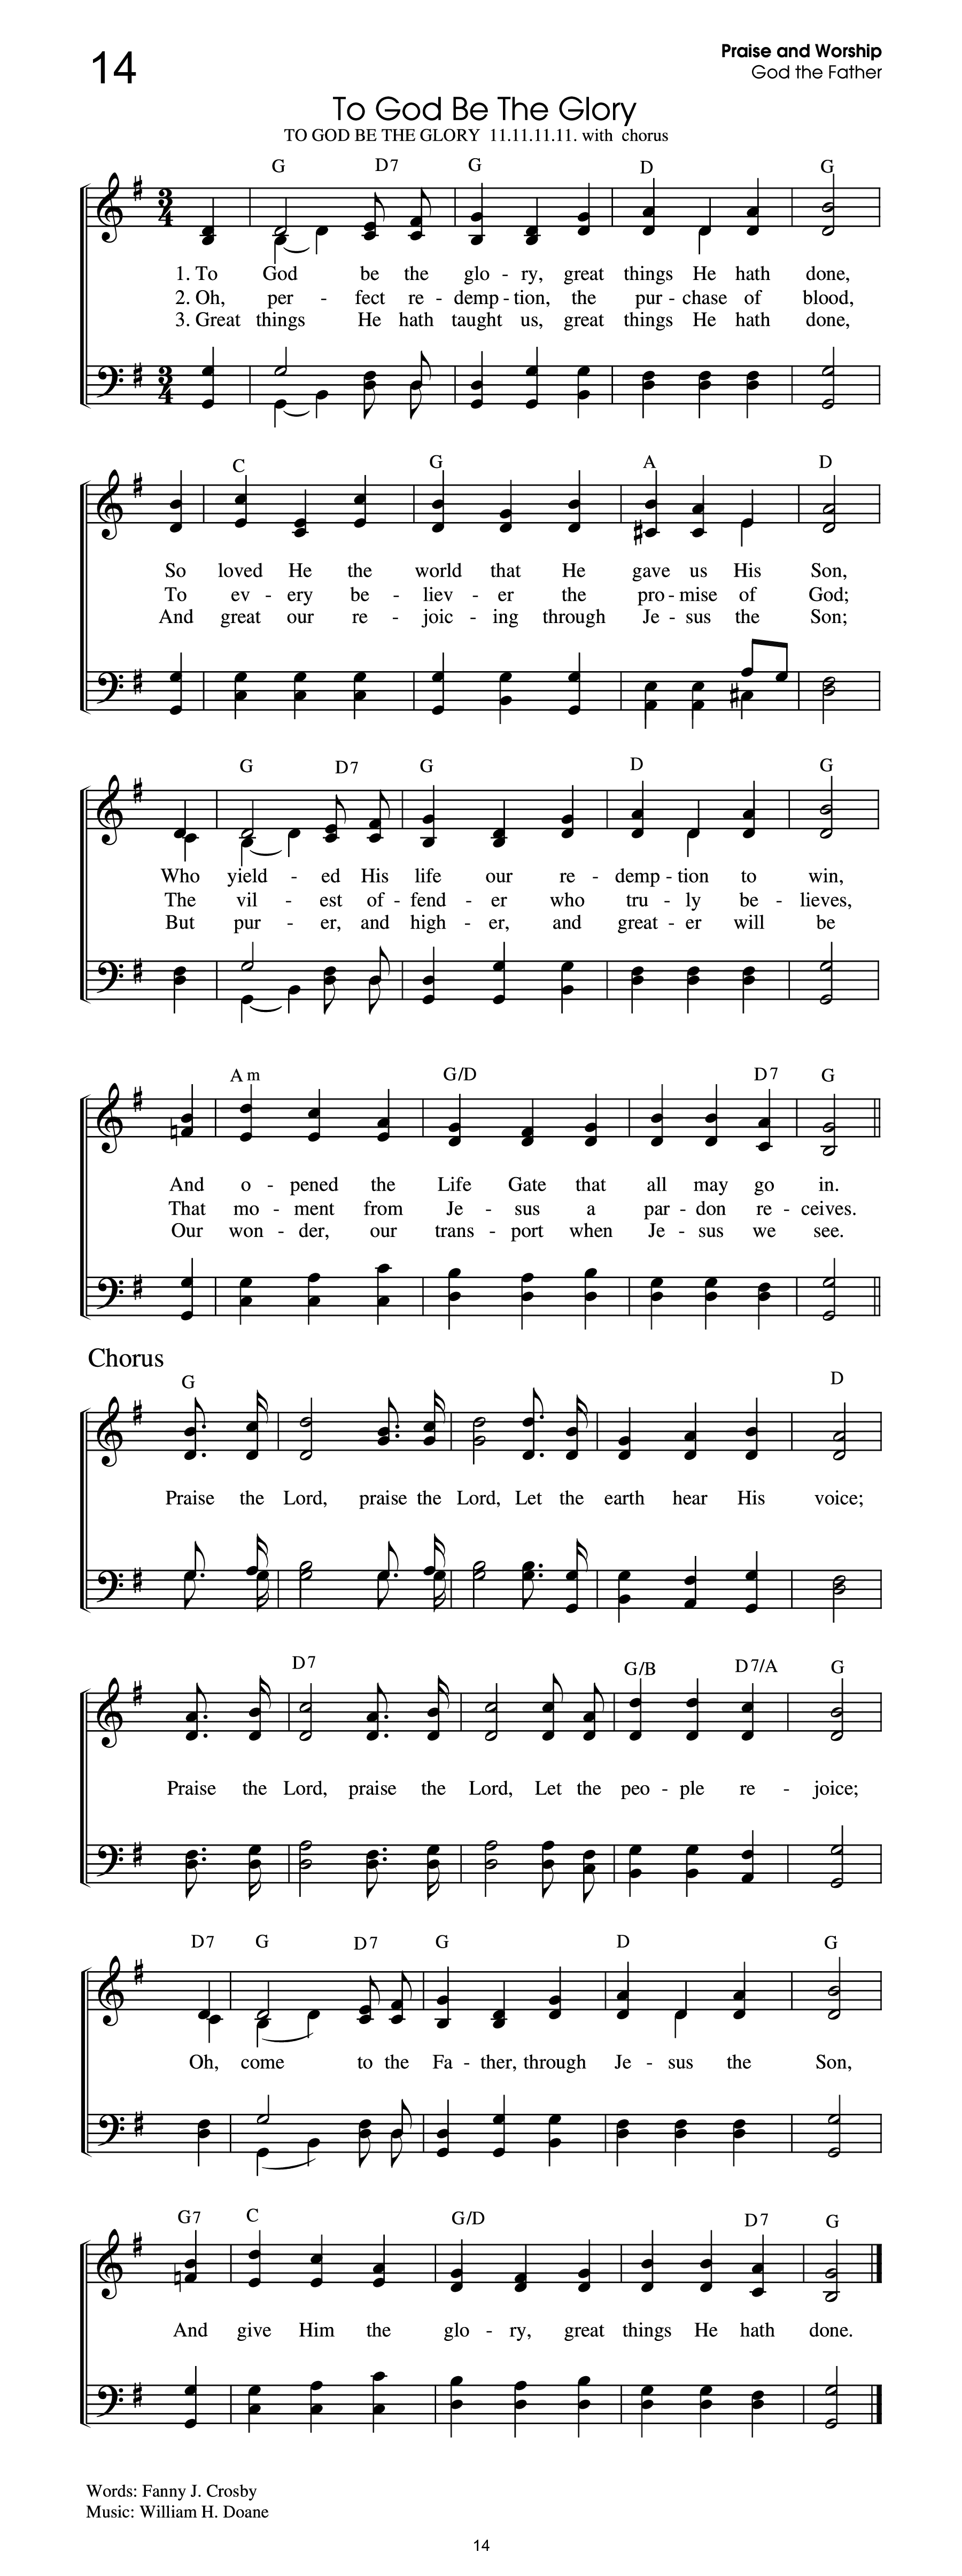 14
Praise and Worship
God the Father
To God Be The Glory
TO GOD BE THE GLORY 11.11.11.11. with chorus
G D7 G D G
1. To God be the glo - ry, great things He hath done,
2. Oh, per - fect re - demp - tion, the pur - chase of blood,
3. Great things He hath taught us, great things He hath done,
C G A D
So loved He the world that He gave us His Son,
To ev - ery be - liev - er the pro - mise of God;
And great our re - joic - ing through Je - sus the Son;
G D7 G D G
Who yield - ed His life our re - demp - tion to win,
The vil - est of - fend - er who tru - ly be - lieves,
But pur - er, and high - er, and great - er will be
Am G/D D7 G
And o - pened the Life Gate that all may go in.
That mo - ment from Je - sus a par - don re - ceives.
Our won - der, our trans - port when Je - sus we see.
Chorus
G D
Praise the Lord, praise the Lord, Let the earth hear His voice;
D7 G/B D7/A G
Praise the Lord, praise the Lord, Let the peo - ple re - joice;
D7 G D7 G D G
Oh, come to the Fa - ther, through Je - sus the Son,
G7 C G/D D7 G
And give Him the glo - ry, great things He hath done.
Words: Fanny J. Crosby
Music: William H. Doane
14